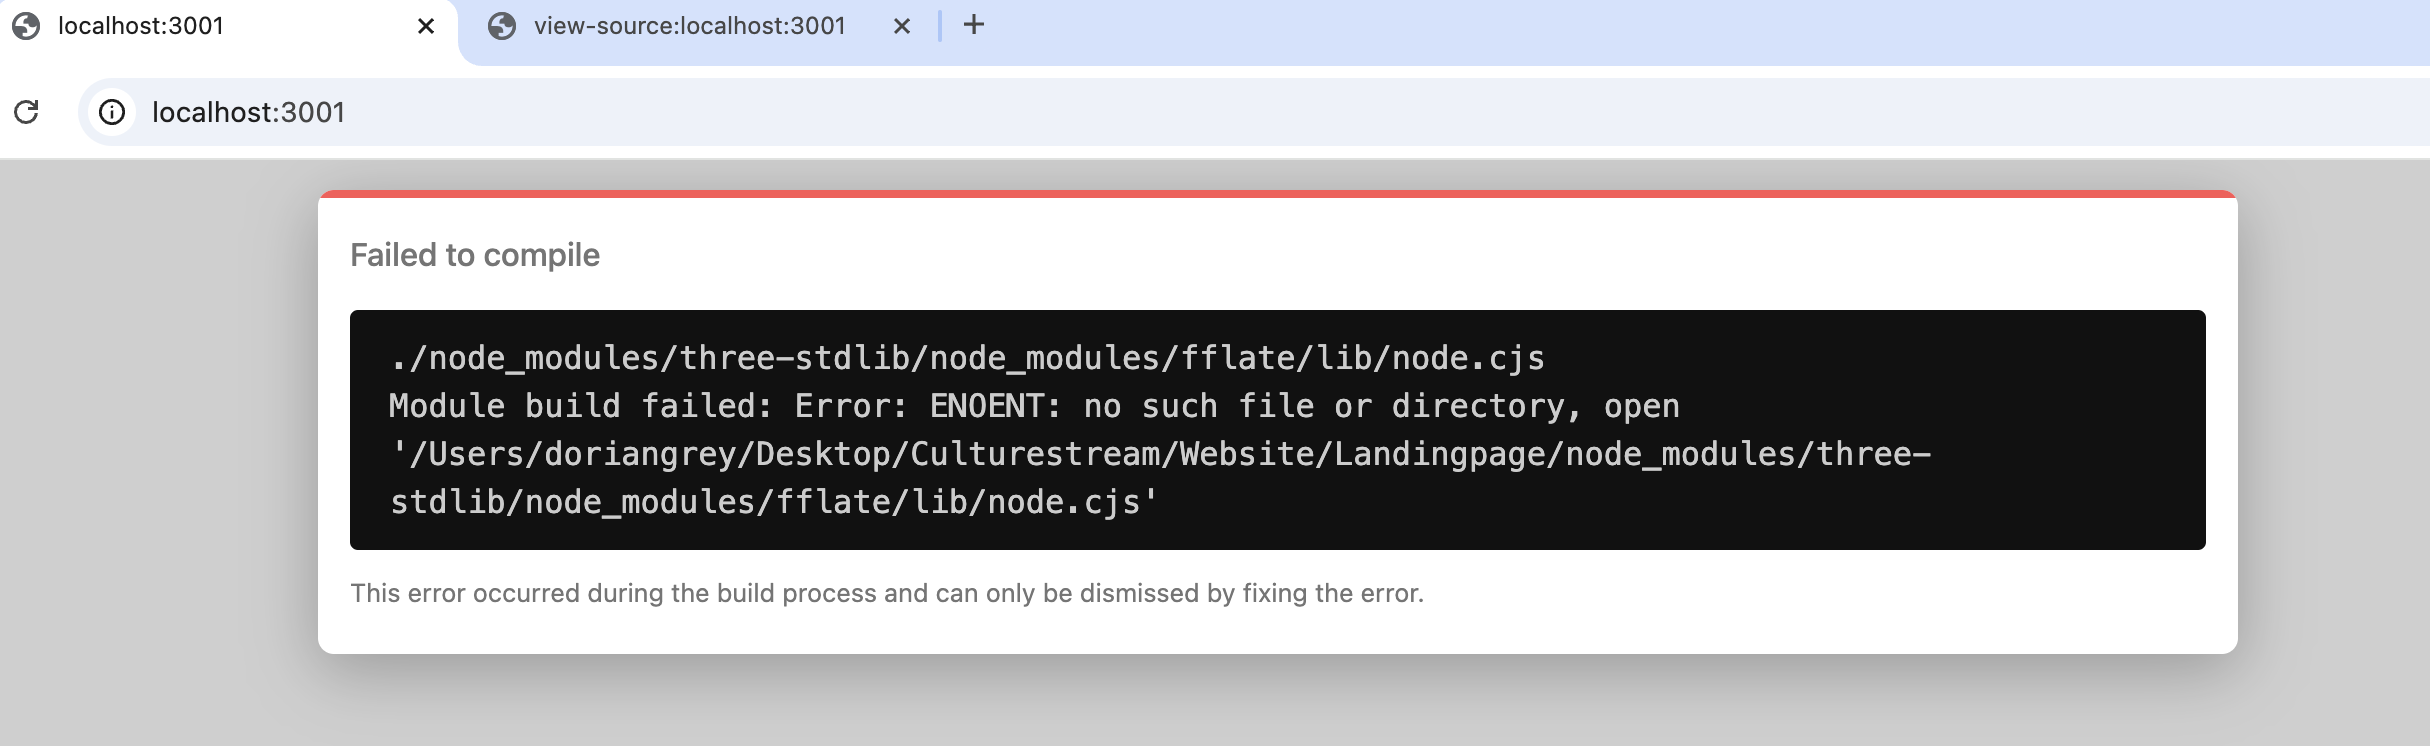 localhost:3001
view-source:localhost:3001
localhost:3001
Failed to compile
./node_modules/three-stdlib/node_modules/fflate/lib/node.cjs
Module build failed: Error: ENOENT: no such file or directory, open
'/Users/doriangrey/Desktop/Culturestream/Website/Landingpage/node_modules/three-
stdlib/node_modules/fflate/lib/node.cjs'
This error occurred during the build process and can only be dismissed by fixing the error.